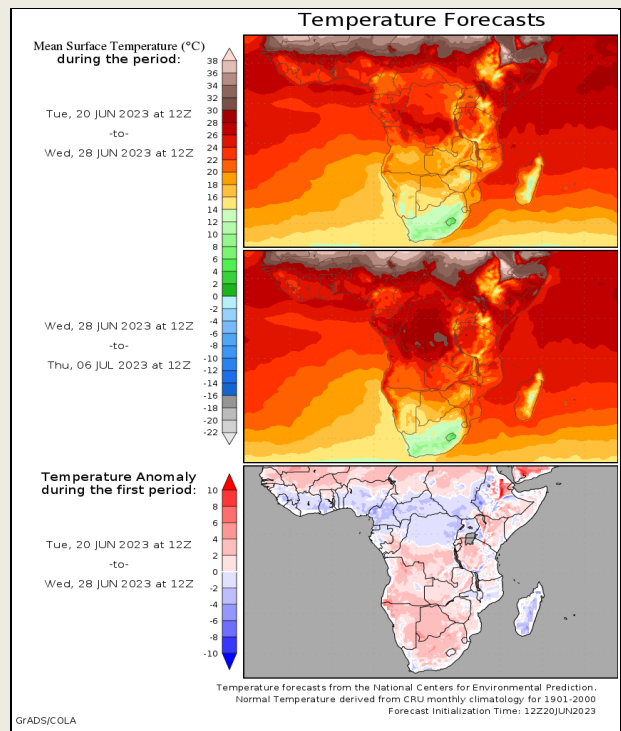 Temperature Forecasts
Mean Surface Temperature (°C)
during the period:
38
36
34
32
30
28
26
24
22
20
18
16
14
12
10
8
6
4
2
0
-2
-4
-6
-8
-10
-12
-14
-16
-18
-20
-22
Tue, 20 JUN 2023 at 12Z
-to-
Wed, 28 JUN 2023 at 12Z
Wed, 28 JUN 2023 at 12Z
-to-
Thu, 06 JUL 2023 at 12Z
Temperature Anomaly
during the first period:
10
8
6
4
2
0
-2
-4
-6
-8
-10
Tue, 20 JUN 2023 at 12Z
-to-
Wed, 28 JUN 2023 at 12Z
Temperature forecasts from the National Centers for Environmental Prediction.
Normal Temperature derived from CRU monthly climatology for 1901-2000
Forecast Initialization Time: 12Z20JUN2023
GrADS/COLA